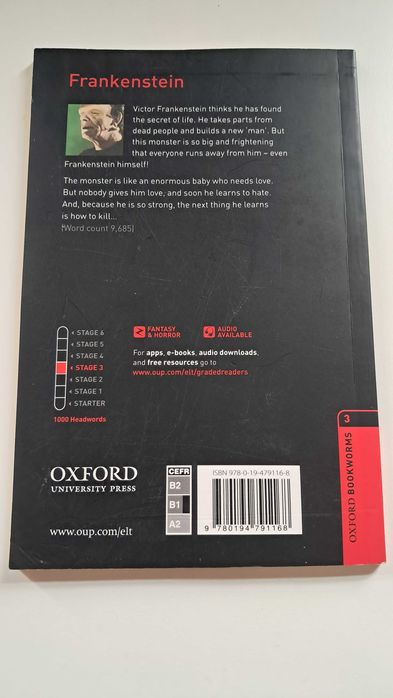 Frankenstein
Victor Frankenstein thinks he has found
the secret of life. He takes parts from
dead people and builds a new 'man'. But
this monster is so big and frightening
that everyone runs away from him – even
Frankenstein himself!
The monster is like an enormous baby who needs love.
But nobody gives him love, and soon he learns to hate.
And, because he is so strong, the next thing he learns
is how to kill...
(Word count 9,685)
< STAGE 6
< STAGE 5
< STAGE 4
< STAGE 3
< STAGE 2
< STAGE 1
< STARTER
1000 Headwords
FANTASY
& HORROR
AUDIO
AVAILABLE
For apps, e-books, audio downloads,
and free resources go to
www.oup.com/elt/gradedreaders
OXFORD
UNIVERSITY PRESS
www.oup.com/elt
CEFR
B2
B1
A2
ISBN 978-0-19-479116-8
9 780194 791168
3
OXFORD BOOKWORMS